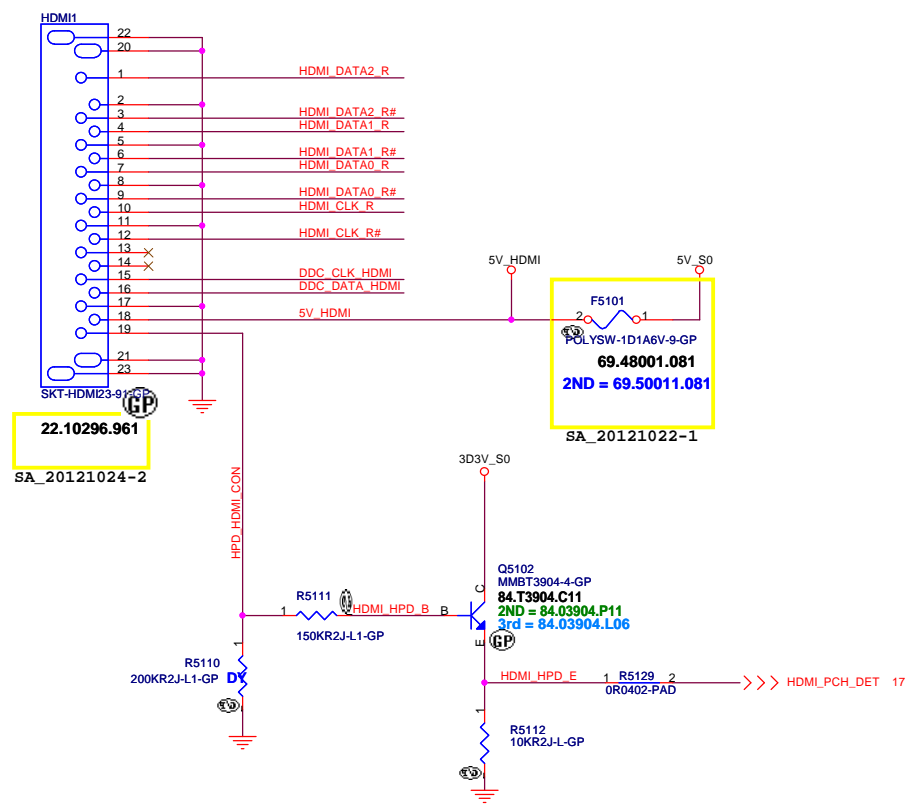 HDMI1
22
20
1 HDMI_DATA2_R
2
3 HDMI_DATA2_R#
4 HDMI_DATA1_R
5
6 HDMI_DATA1_R#
7 HDMI_DATA0_R
8
9 HDMI_DATA0_R#
10 HDMI_CLK_R
11
12 HDMI_CLK_R#
13
14
15 DDC_CLK_HDMI
16 DDC_DATA_HDMI
17
18 5V_HDMI
19
21
23
SKT-HDMI23-91-GP
GP
22.10296.961
SA_20121024-2
5V_HDMI
5V_S0
F5101
2 1
POLYSW-1D1A6V-9-GP
69.48001.081
2ND = 69.50011.081
SA_20121022-1
3D3V_S0
HPD_HDMI_CON
R5111
1 HDMI_HPD_B B
150KR2J-L1-GP
C
Q5102
MMBT3904-4-GP
84.T3904.C11
2ND = 84.03904.P11
3rd = 84.03904.L06
E
GP
1
R5110
200KR2J-L1-GP DY
HDMI_HPD_E
1 R5129 2
0R0402-PAD
HDMI_PCH_DET 17
1
R5112
10KR2J-L-GP